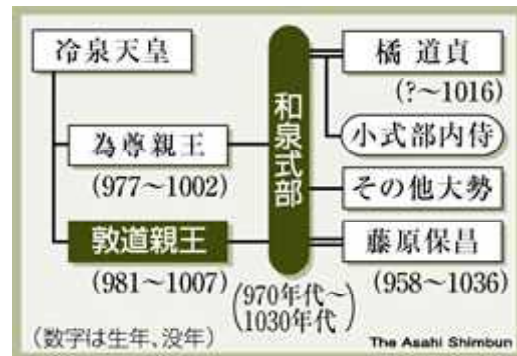 冷泉天皇
為尊親王
(977～1002)
敦道親王
(981～1007)
(数字は生年、没年)
和泉式部
(970年代～
1030年代)
橘 道貞
(?～1016)
小式部内侍
その他大勢
藤原保昌
(958～1036)
The Asahi Shimbun